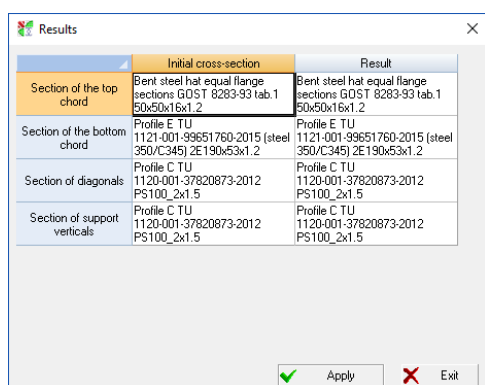 Results
Initial cross-section Result
Section of the top
chord
Bent steel hat equal flange
sections GOST 8283-93 tab.1
50x50x16x1.2
Bent steel hat equal flange
sections GOST 8283-93 tab.1
50x50x16x1.2
Section of the bottom
chord
Profile E TU
1121-001-99651760-2015 (steel
350/C345) 2E190x53x1.2
Profile E TU
1121-001-99651760-2015 (steel
350/C345) 2E190x53x1.2
Section of diagonals
Profile C TU
1120-001-37820873-2012
PS100_2x1.5
Profile C TU
1120-001-37820873-2012
PS100_2x1.5
Section of support
verticals
Profile C TU
1120-001-37820873-2012
PS100_2x1.5
Profile C TU
1120-001-37820873-2012
PS100_2x1.5
Apply Exit